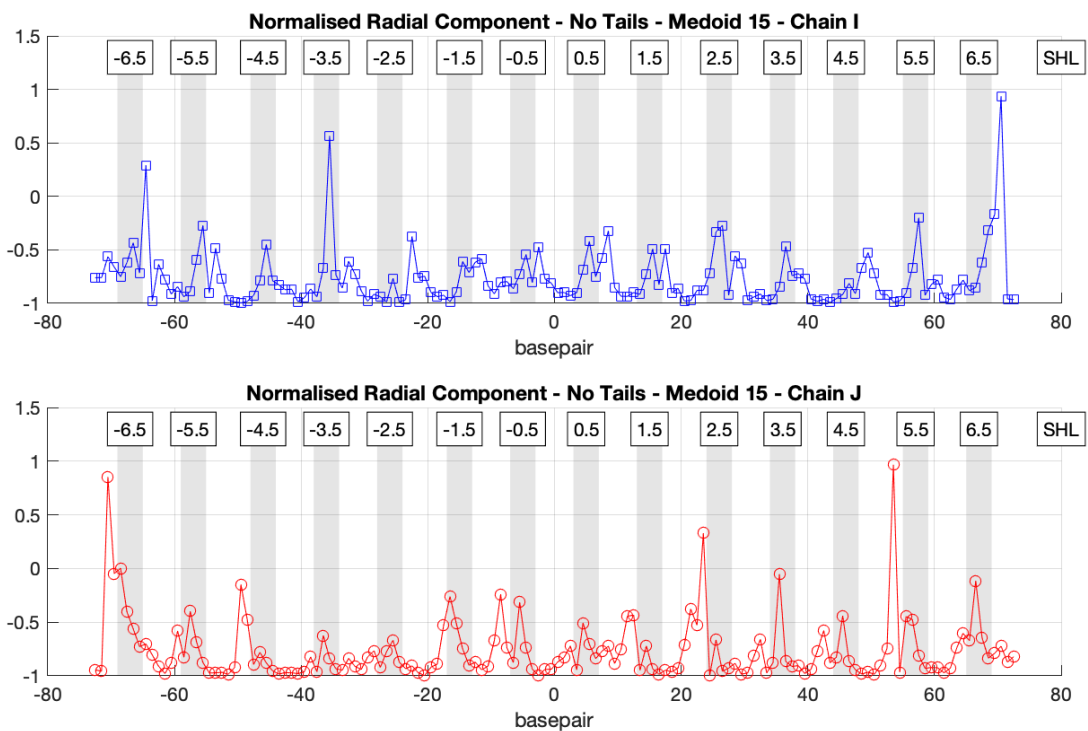 Normalised Radial Component - No Tails - Medoid 15 - Chain I
1.5
-6.5 -5.5 -4.5 -3.5 -2.5 -1.5 -0.5 0.5 1.5 2.5 3.5 4.5 5.5 6.5 SHL
1
0.5
0
-0.5
-1
-80 -60 -40 -20 0 20 40 60 80
basepair
Normalised Radial Component - No Tails - Medoid 15 - Chain J
1.5
-6.5 -5.5 -4.5 -3.5 -2.5 -1.5 -0.5 0.5 1.5 2.5 3.5 4.5 5.5 6.5 SHL
1
0.5
0
-0.5
-1
-80 -60 -40 -20 0 20 40 60 80
basepair